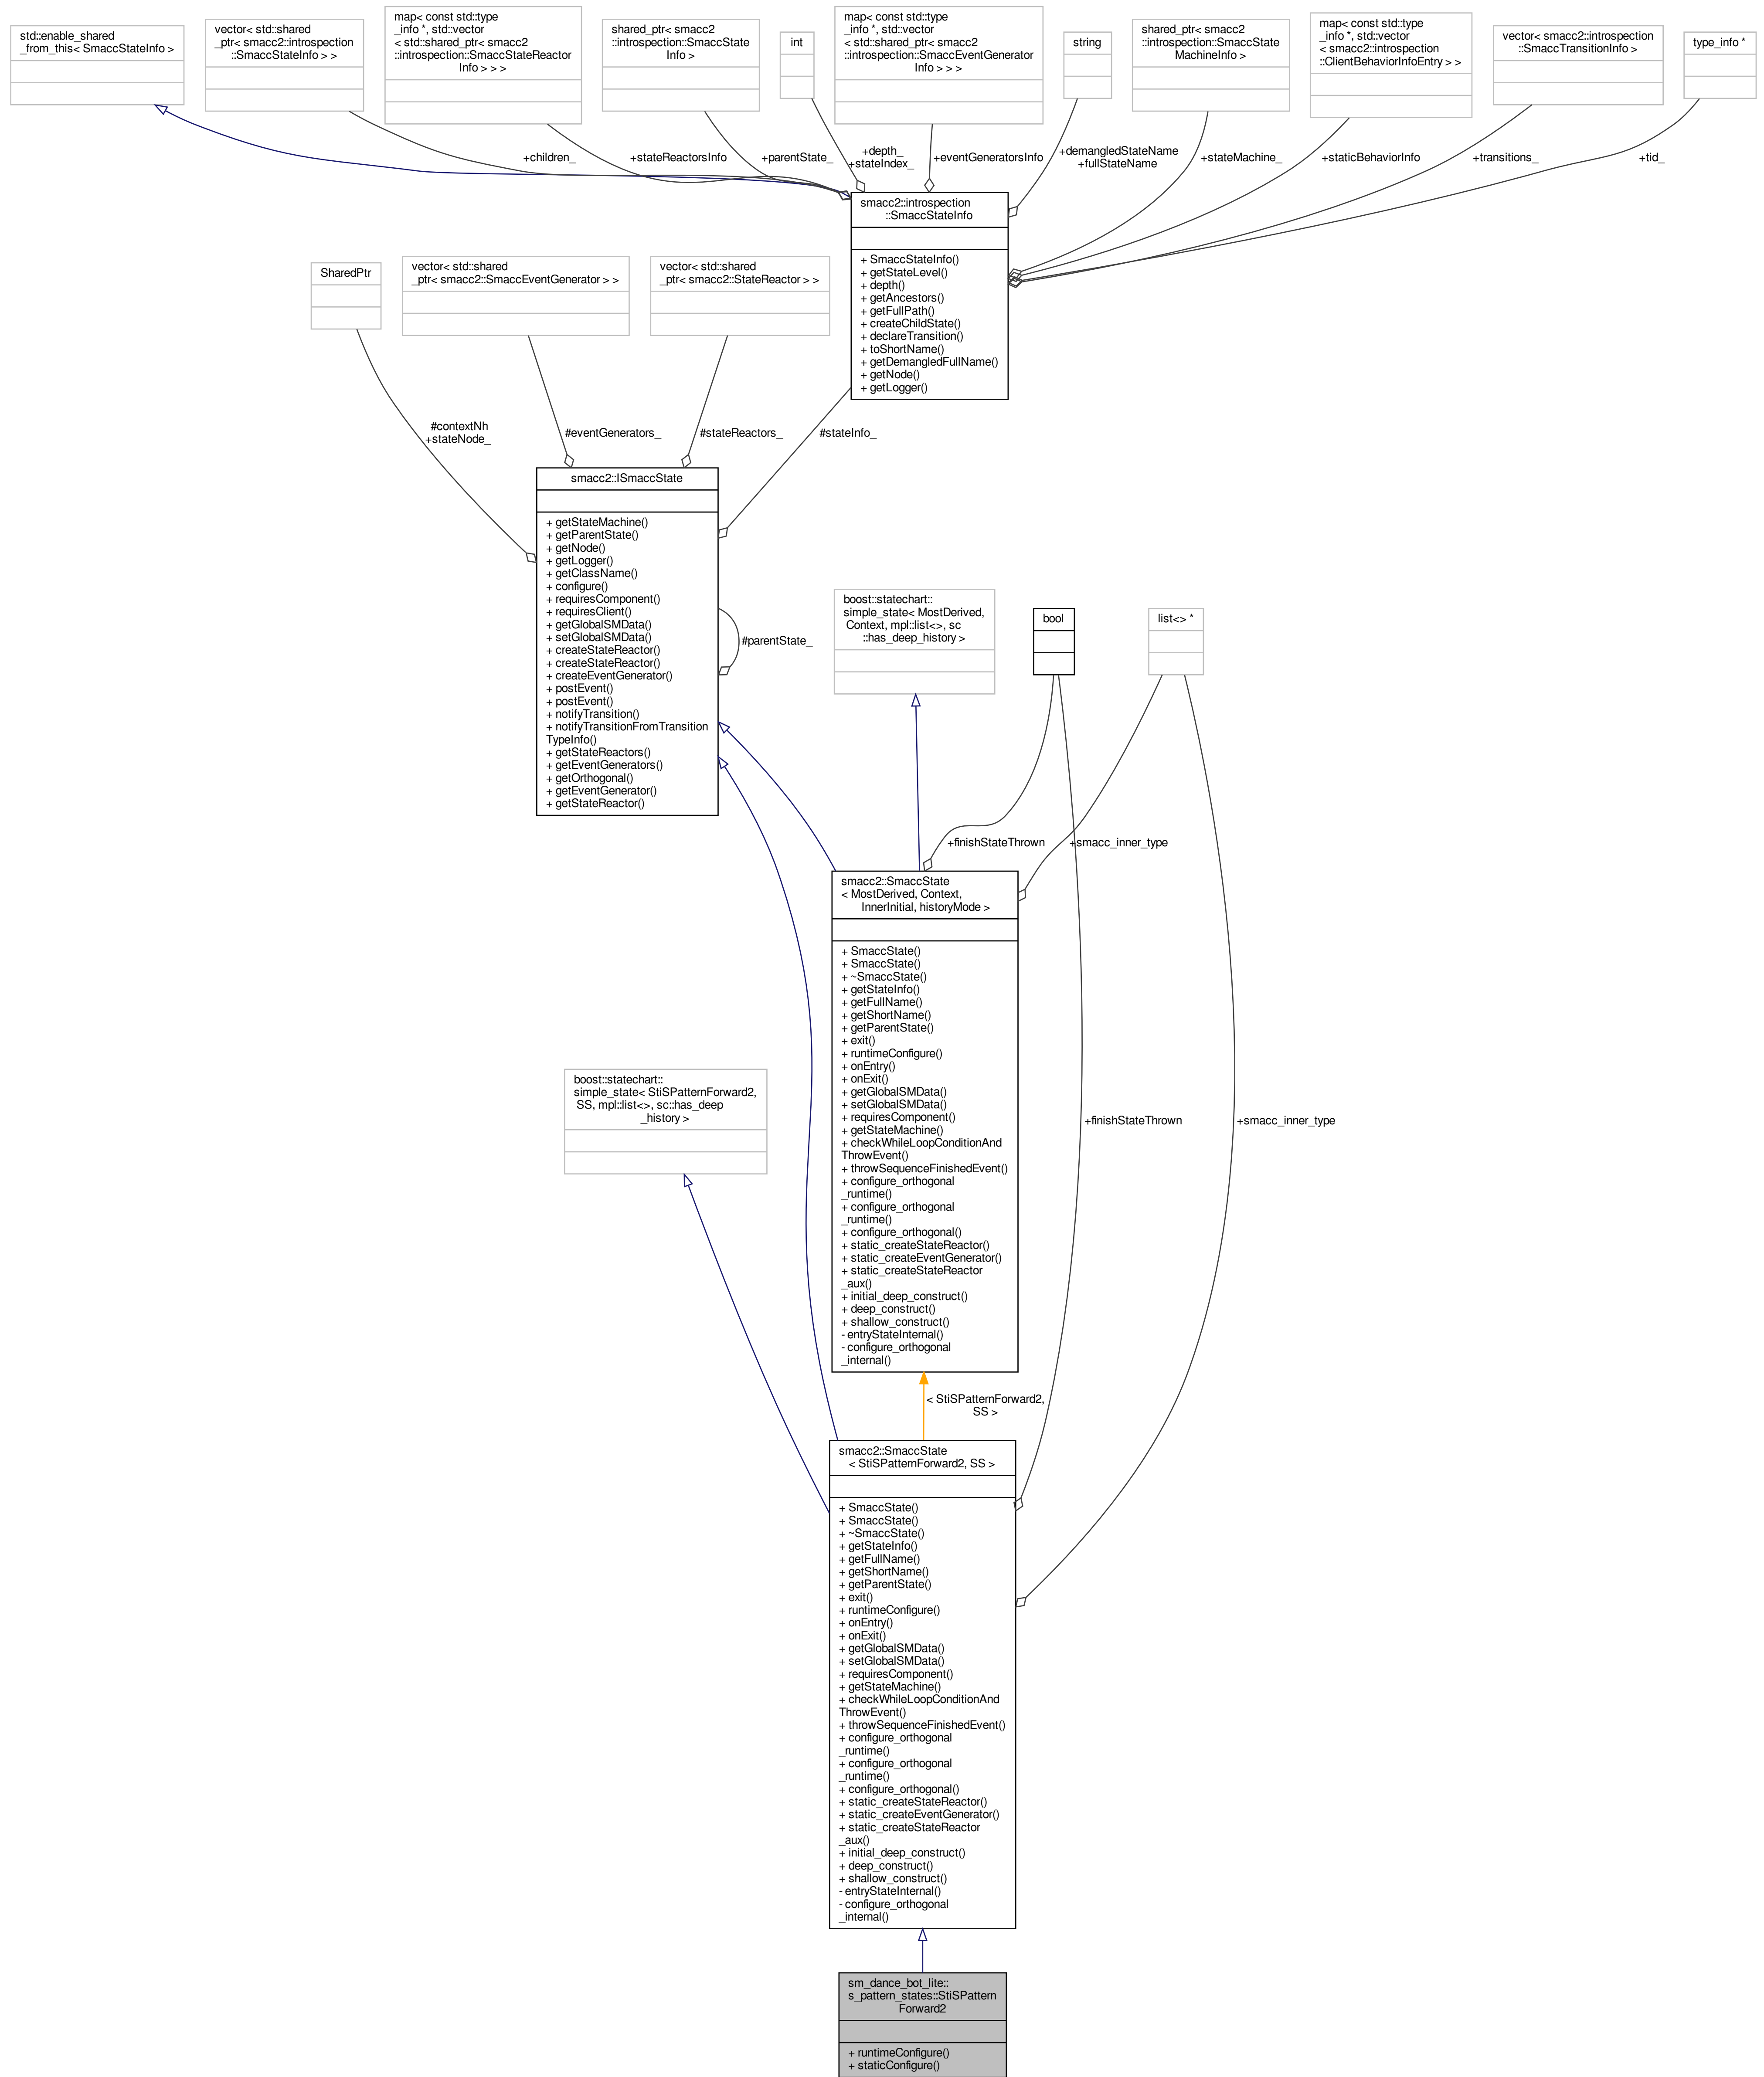 std::enable_shared
_from_this< SmaccStateInfo >
vector< std::shared
_ptr< smacc2::introspection
::SmaccStateInfo > >
map< const std::type
_info *, std::vector
< std::shared_ptr< smacc2
::introspection::SmaccStateReactor
Info > > >
shared_ptr< smacc2
::introspection::SmaccState
Info >
int
map< const std::type
_info *, std::vector
< std::shared_ptr< smacc2
::introspection::SmaccEventGenerator
Info > > >
string
shared_ptr< smacc2
::introspection::SmaccState
MachineInfo >
map< const std::type
_info *, std::vector
< smacc2::introspection
::ClientBehaviorInfoEntry > >
vector< smacc2::introspection
::SmaccTransitionInfo >
type_info *
+children_
+stateReactorsInfo
+parentState_
+depth_
+stateIndex_
+eventGeneratorsInfo
+demangledStateName
+fullStateName
+stateMachine_
+staticBehaviorInfo
+transitions_
+tid_
smacc2::introspection
::SmaccStateInfo
+ SmaccStateInfo()
+ getStateLevel()
+ depth()
+ getAncestors()
+ getFullPath()
+ createChildState()
+ declareTransition()
+ toShortName()
+ getDemangledFullName()
+ getNode()
+ getLogger()
SharedPtr
vector< std::shared
_ptr< smacc2::SmaccEventGenerator > >
vector< std::shared
_ptr< smacc2::StateReactor > >
#contextNh
+stateNode_
#eventGenerators_
#stateReactors_
#stateInfo_
smacc2::ISmaccState
+ getStateMachine()
+ getParentState()
+ getNode()
+ getLogger()
+ getClassName()
+ configure()
+ requiresComponent()
+ requiresClient()
+ getGlobalSMData()
+ setGlobalSMData()
+ createStateReactor()
+ createStateReactor()
+ createEventGenerator()
+ postEvent()
+ postEvent()
+ notifyTransition()
+ notifyTransitionFromTransition
TypeInfo()
+ getStateReactors()
+ getEventGenerators()
+ getOrthogonal()
+ getEventGenerator()
+ getStateReactor()
#parentState_
boost::statechart::
simple_state< MostDerived,
Context, mpl::list<>, sc
::has_deep_history >
bool
list<> *
+finishStateThrown
+smacc_inner_type
smacc2::SmaccState
< MostDerived, Context,
InnerInitial, historyMode >
+ SmaccState()
+ SmaccState()
+ ~SmaccState()
+ getStateInfo()
+ getFullName()
+ getShortName()
+ getParentState()
+ exit()
+ runtimeConfigure()
+ onEntry()
+ onExit()
+ getGlobalSMData()
+ setGlobalSMData()
+ requiresComponent()
+ getStateMachine()
+ checkWhileLoopConditionAnd
ThrowEvent()
+ throwSequenceFinishedEvent()
+ configure_orthogonal
_runtime()
+ configure_orthogonal
_runtime()
+ configure_orthogonal()
+ static_createStateReactor()
+ static_createEventGenerator()
+ static_createStateReactor
_aux()
+ initial_deep_construct()
+ deep_construct()
+ shallow_construct()
- entryStateInternal()
- configure_orthogonal
_internal()
boost::statechart::
simple_state< StiSPatternForward2,
SS, mpl::list<>, sc::has_deep
_history >
+finishStateThrown
+smacc_inner_type
< StiSPatternForward2,
SS >
smacc2::SmaccState
< StiSPatternForward2, SS >
+ SmaccState()
+ SmaccState()
+ ~SmaccState()
+ getStateInfo()
+ getFullName()
+ getShortName()
+ getParentState()
+ exit()
+ runtimeConfigure()
+ onEntry()
+ onExit()
+ getGlobalSMData()
+ setGlobalSMData()
+ requiresComponent()
+ getStateMachine()
+ checkWhileLoopConditionAnd
ThrowEvent()
+ throwSequenceFinishedEvent()
+ configure_orthogonal
_runtime()
+ configure_orthogonal
_runtime()
+ configure_orthogonal()
+ static_createStateReactor()
+ static_createEventGenerator()
+ static_createStateReactor
_aux()
+ initial_deep_construct()
+ deep_construct()
+ shallow_construct()
- entryStateInternal()
- configure_orthogonal
_internal()
sm_dance_bot_lite::
s_pattern_states::StiSPattern
Forward2
+ runtimeConfigure()
+ staticConfigure()